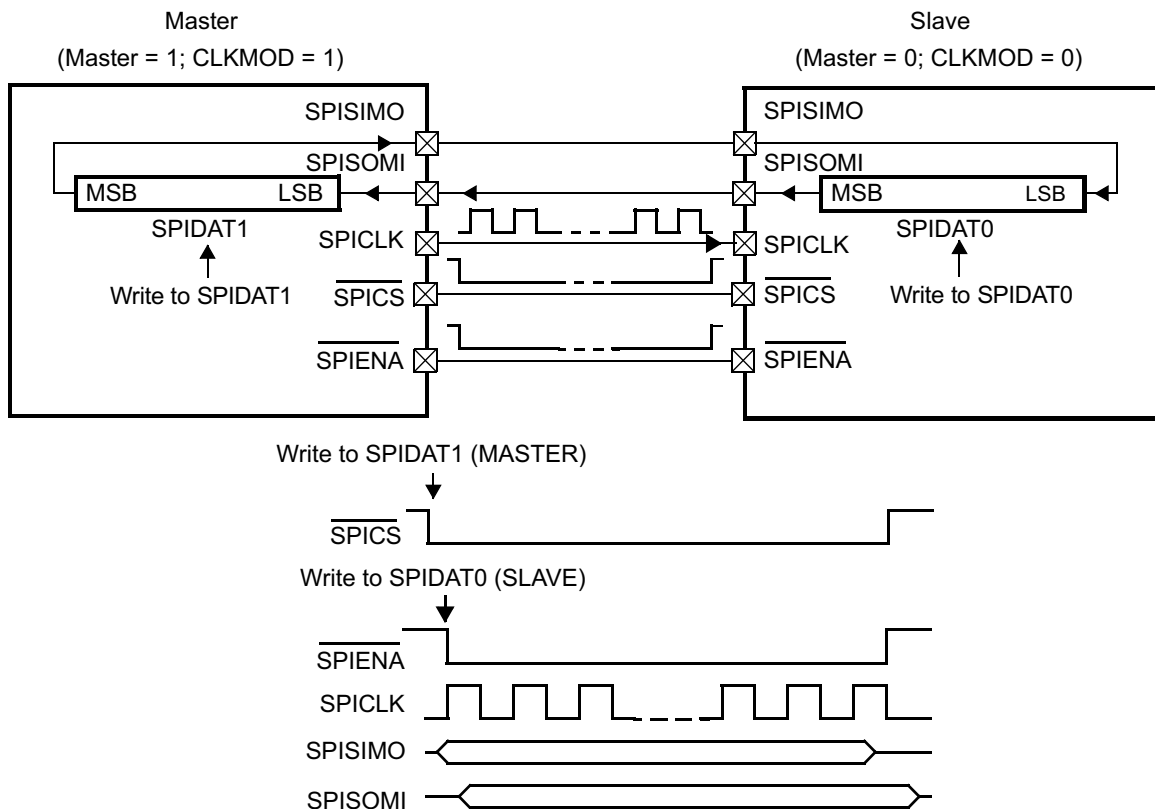 Master
(Master = 1; CLKMOD = 1)
Slave
(Master = 0; CLKMOD = 0)
SPISIMO
SPISIMO
SPISOMI
SPISOMI
MSB LSB
MSB LSB
SPIDAT1
SPIDAT0
SPICLK
SPICLK
Write to SPIDAT1
SPICS
SPICS
Write to SPIDAT0
SPIENA
SPIENA
Write to SPIDAT1 (MASTER)
SPICS
Write to SPIDAT0 (SLAVE)
SPIENA
SPICLK
SPISIMO
SPISOMI